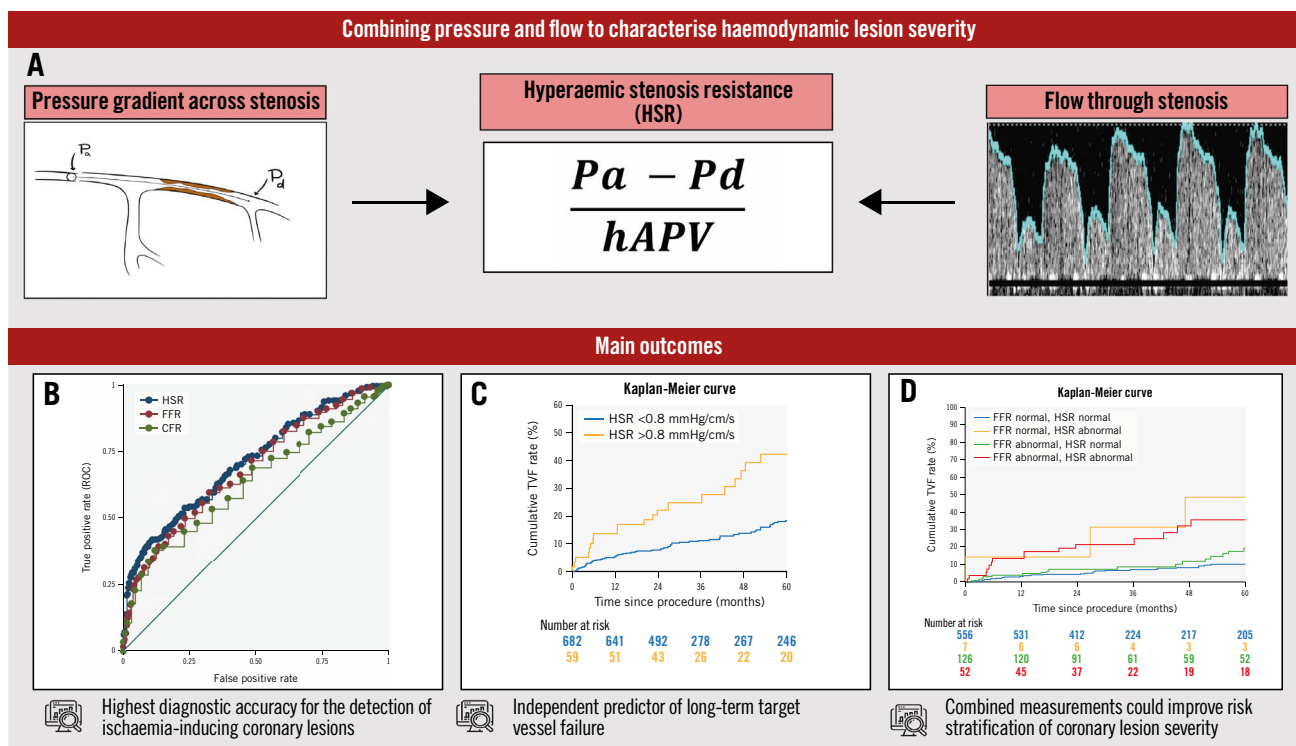 Combining pressure and flow to characterise haemodynamic lesion severity
A
Pressure gradient across stenosis
Pa
Pd
Hyperaemic stenosis resistance
(HSR)
Pa − Pd
hAPV
Flow through stenosis
Main outcomes
B
HSR
FFR
CFR
True positive rate (ROC)
1
0.75
0.50
0.25
0
0
0.25
0.50
0.75
1
False positive rate
Highest diagnostic accuracy for the detection of
ischaemia-inducing coronary lesions
C
Kaplan-Meier curve
HSR <0.8 mmHg/cm/s
HSR >0.8 mmHg/cm/s
Cumulative TVF rate (%)
60
50
40
30
20
10
0
0 12 24 36 48 60
Time since procedure (months)
Number at risk
682 641 492 278 267 246
59 51 43 26 22 20
Independent predictor of long-term target
vessel failure
D
Kaplan-Meier curve
FFR normal, HSR normal
FFR normal, HSR abnormal
FFR abnormal, HSR normal
FFR abnormal, HSR abnormal
Cumulative TVF rate (%)
100
90
80
70
60
50
40
30
20
10
0
0 12 24 36 48 60
Time since procedure (months)
Number at risk
556 531 412 224 217 205
7 6 6 4 3 3
126 120 91 61 59 52
52 45 37 22 19 18
Combined measurements could improve risk
stratification of coronary lesion severity